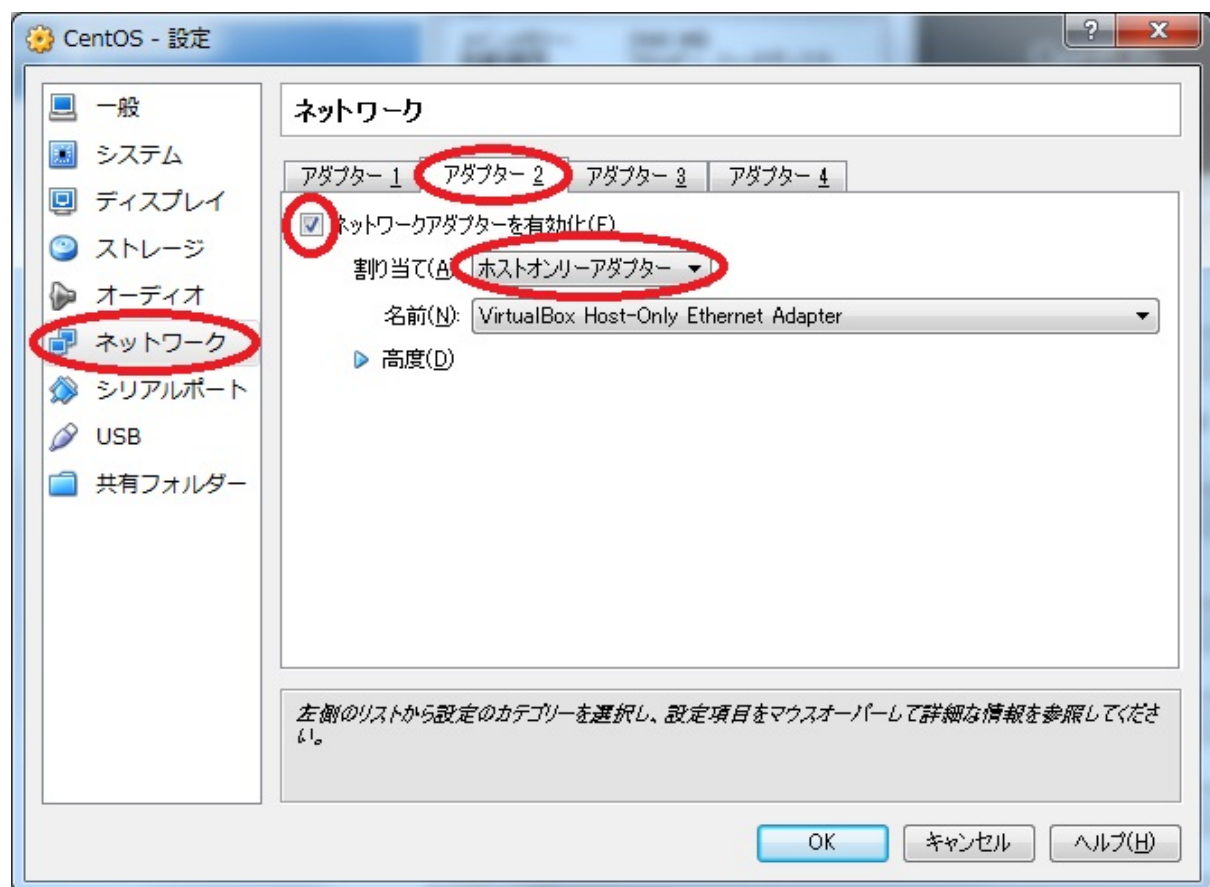 CentOS - 設定
一般
システム
ディスプレイ
ストレージ
オーディオ
ネットワーク
シリアルポート
USB
共有フォルダー
ネットワーク
アダプター 1 アダプター 2 アダプター 3 アダプター 4
ネットワークアダプターを有効化(E)
割り当て(A) ホストオンリーアダプター
名前(N): VirtualBox Host-Only Ethernet Adapter
高度(D)
左側のリストから設定のカテゴリーを選択し、設定項目をマウスオーバーして詳細な情報を参照してくださ
い。
OK キャンセル ヘルプ(H)